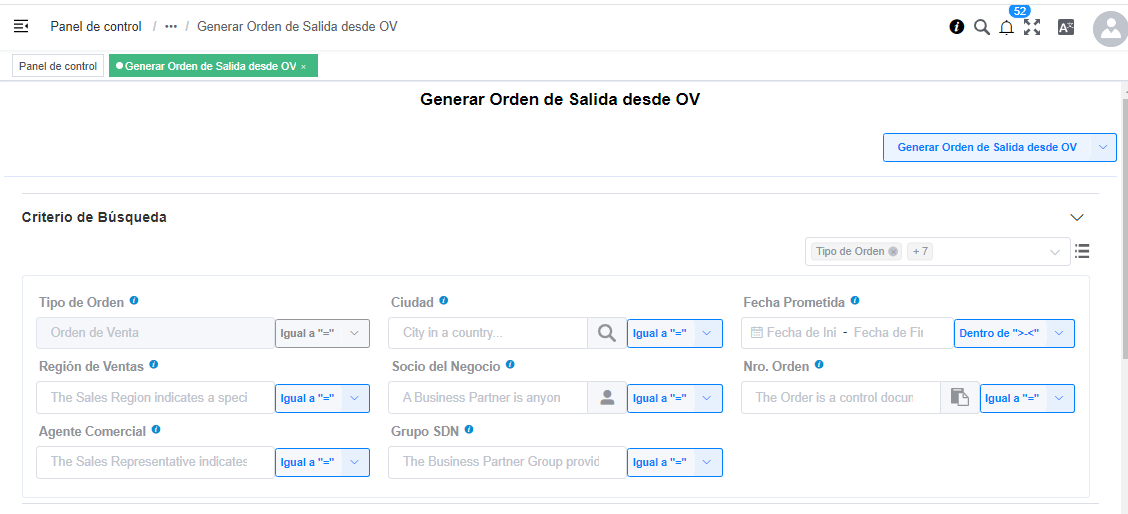 Panel de control / ··· / Generar Orden de Salida desde OV
52
Panel de control
Generar Orden de Salida desde OV ×
Generar Orden de Salida desde OV
Generar Orden de Salida desde OV
Criterio de Búsqueda
Tipo de Orden + 7
Tipo de Orden Ciudad Fecha Prometida
Orden de Venta Igual a "=" City in a country... Igual a "=" Fecha de Ini - Fecha de Fir Dentro de ">-<"
Región de Ventas Socio del Negocio Nro. Orden
The Sales Region indicates a speci Igual a "=" A Business Partner is anyon Igual a "=" The Order is a control docun Igual a "="
Agente Comercial Grupo SDN
The Sales Representative indicates Igual a "=" The Business Partner Group provid Igual a "="